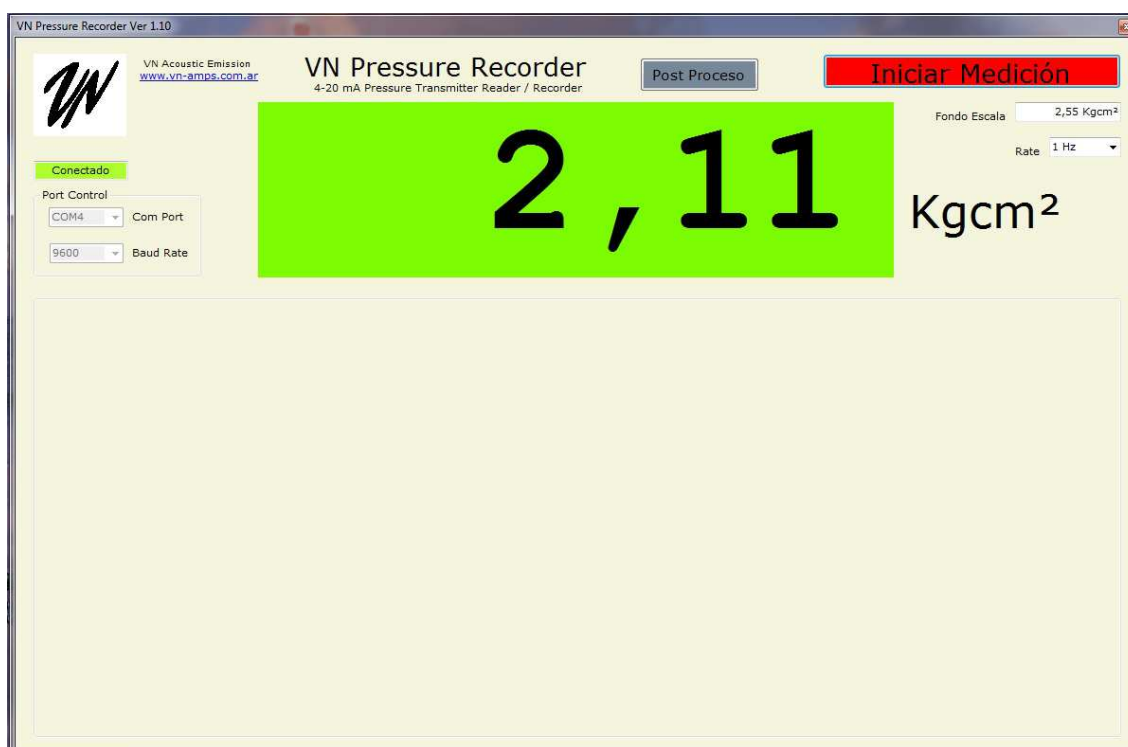 VN Pressure Recorder Ver 1.10
VN
VN Acoustic Emission
www.vn-amps.com.ar
VN Pressure Recorder
4-20 mA Pressure Transmitter Reader / Recorder
Post Proceso
Iniciar Medición
Fondo Escala 2,55 Kgcm²
Rate 1 Hz
Conectado
Port Control
COM4 Com Port
9600 Baud Rate
2,11 Kgcm²